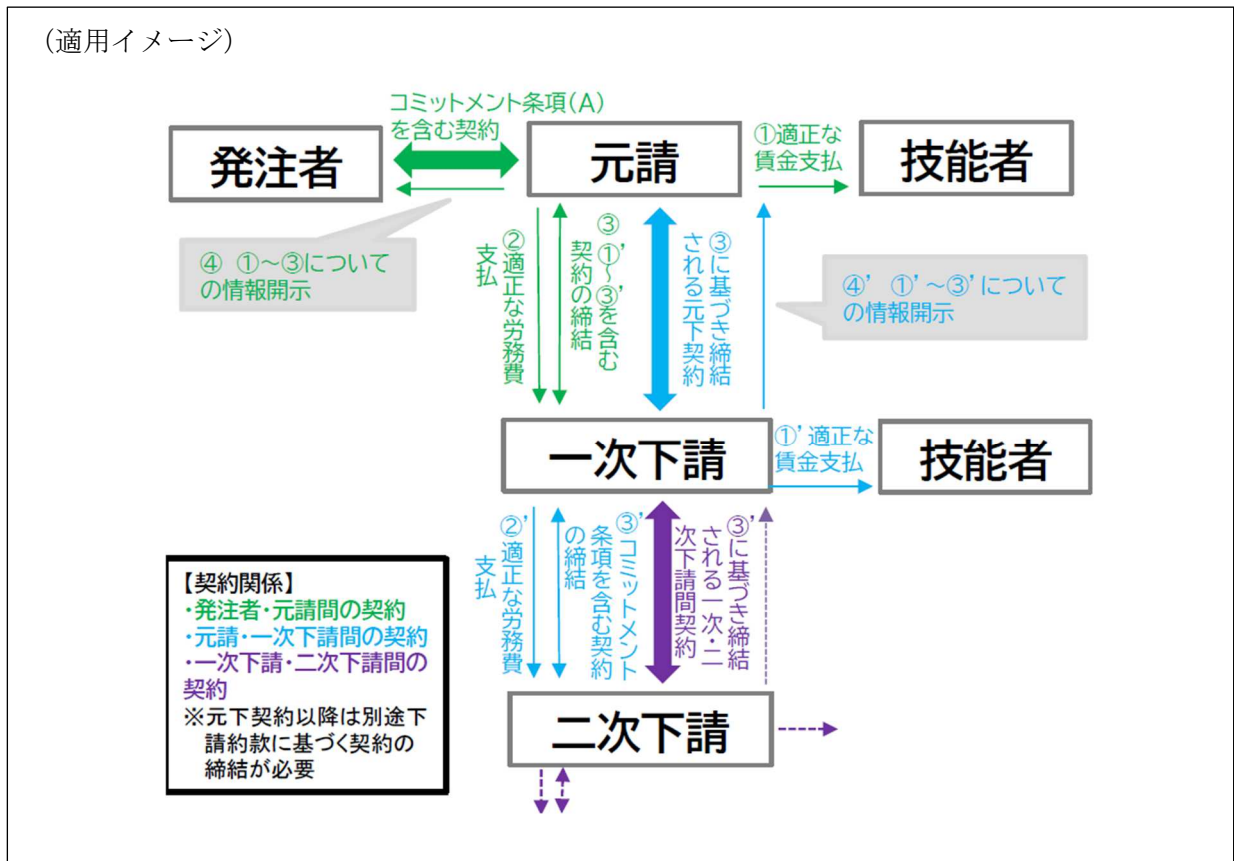 （適用イメージ）
コミットメント条項（A）
を含む契約
発注者
元請
①適正な
賃金支払
技能者
④ ①～③について
の情報開示
②適正な労務費
支払
③ ①’～③’を含む
契約の締結
③に基づき締結
される元下契約
④’ ①’～③’について
の情報開示
一次下請
①’適正な
賃金支払
技能者
②’適正な労務費
支払
③’コミットメント
条項を含む契約
の締結
③’に基づき締結
される一次・二
次下請間契約
【契約関係】
・発注者・元請間の契約
・元請・一次下請間の契約
・一次下請・二次下請間の
契約
※元下契約以降は別途下
請約款に基づく契約の
締結が必要
二次下請